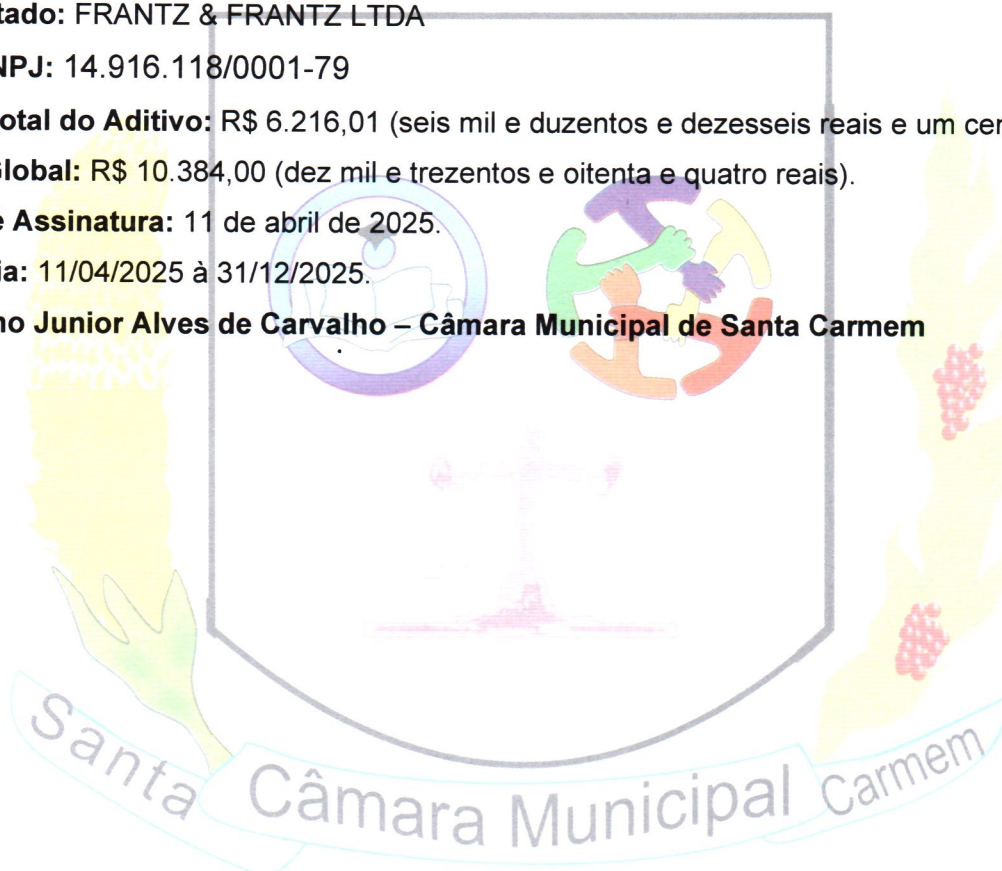 tado: FRANTZ & FRANTZ LTDA
NPJ: 14.916.118/0001-79
otal do Aditivo: R$ 6.216,01 (seis mil e duzentos e dezesseis reais e um cen
Global: R$ 10.384,00 (dez mil e trezentos e oitenta e quatro reais).
e Assinatura: 11 de abril de 2025.
ia: 11/04/2025 à 31/12/2025.
no Junior Alves de Carvalho – Câmara Municipal de Santa Carmem
Santa Câmara Municipal Carmem